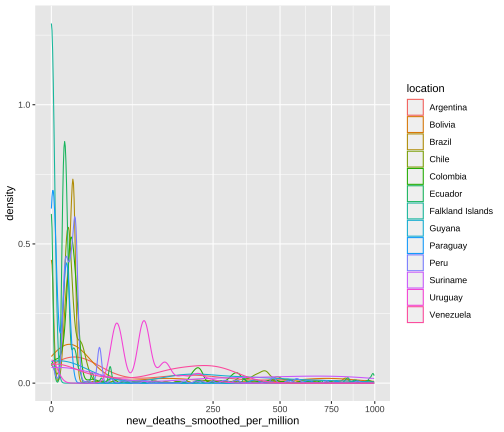 density
1.0
0.5
0.0
0
250
500
750
1000
new_deaths_smoothed_per_million
location
Argentina
Bolivia
Brazil
Chile
Colombia
Ecuador
Falkland Islands
Guyana
Paraguay
Peru
Suriname
Uruguay
Venezuela